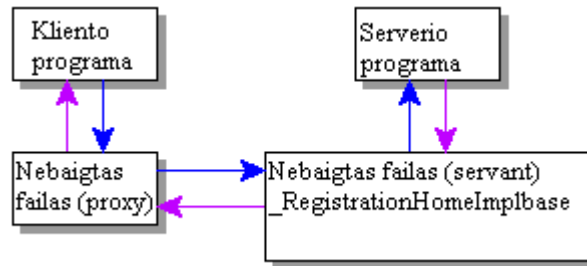 Kliento
programa
Serverio
programa
Nebaigtas
failas (proxy)
Nebaigtas failas (servant)
_RegistrationHomeImplbase